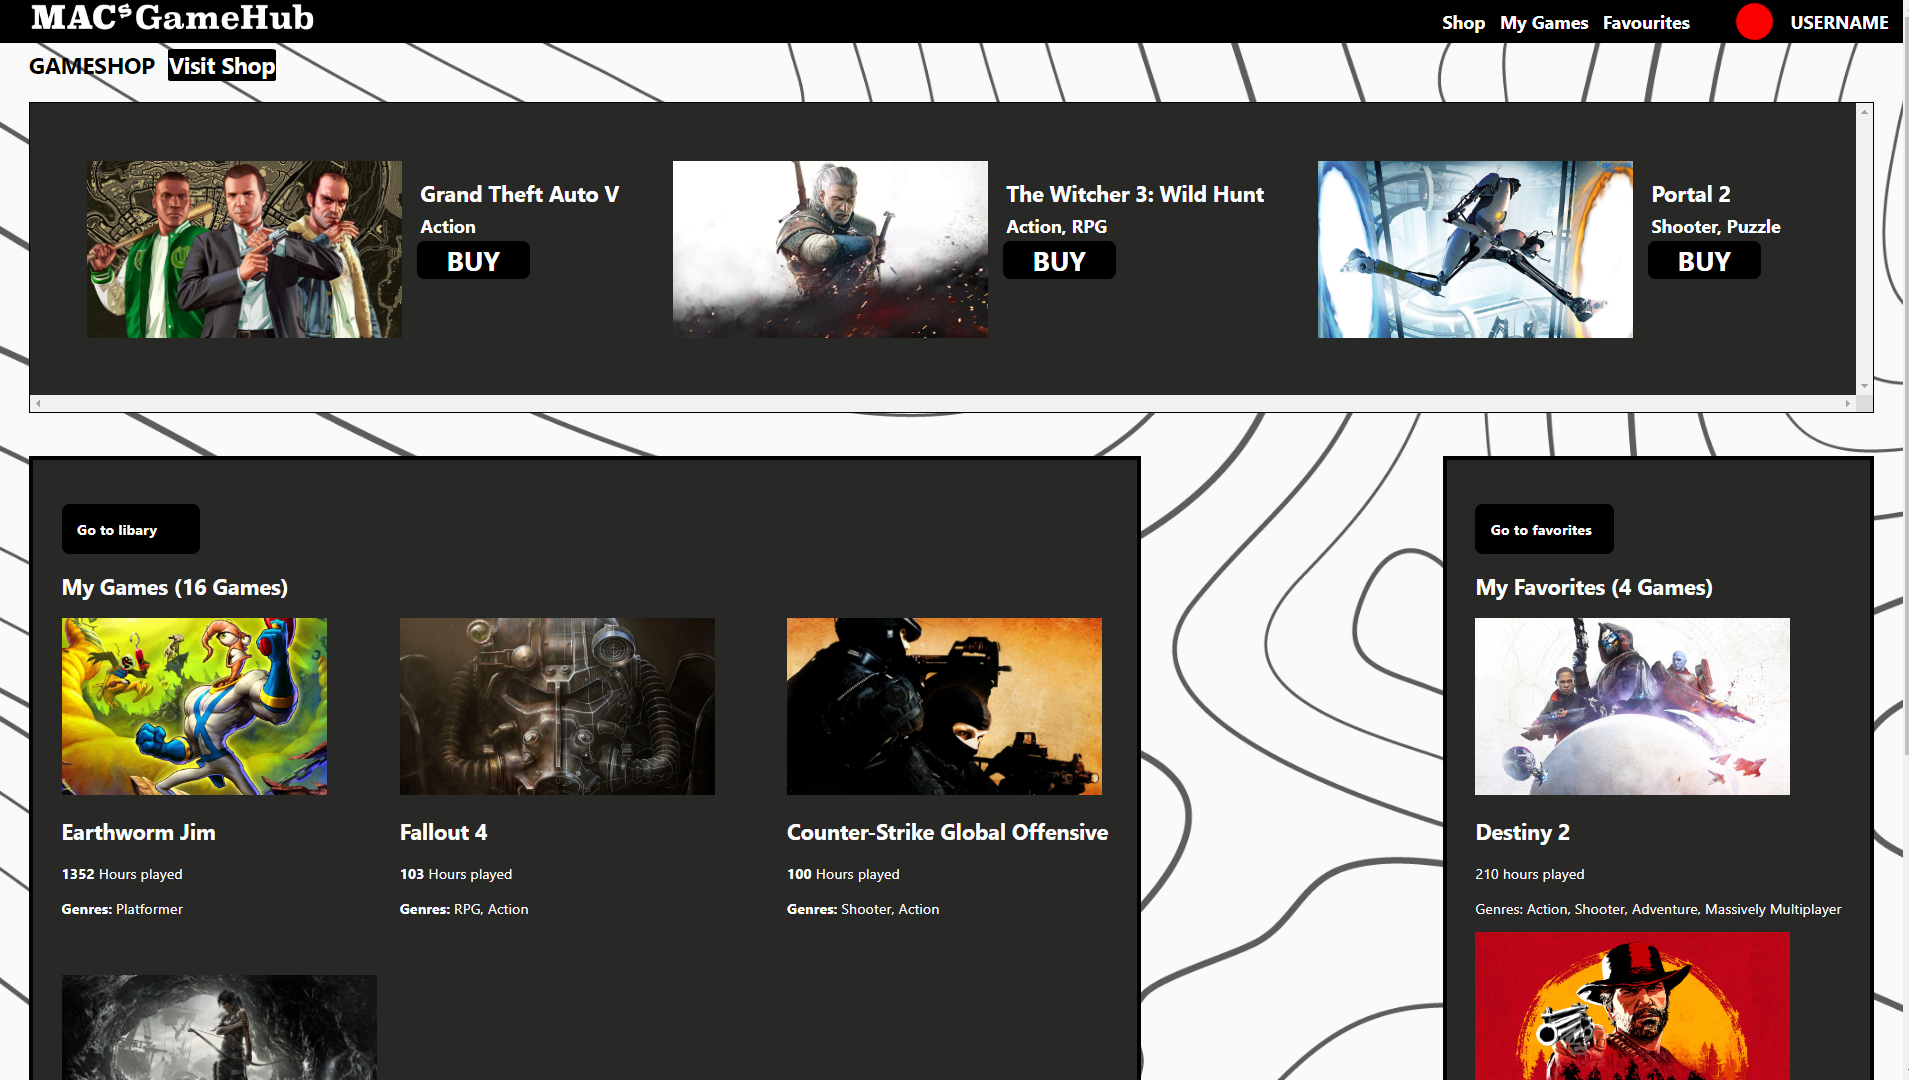 MACsGameHub
Shop My Games Favourites USERNAME
GAMESHOP Visit Shop
Grand Theft Auto V
Action
BUY
The Witcher 3: Wild Hunt
Action, RPG
BUY
Portal 2
Shooter, Puzzle
BUY
Go to libary
My Games (16 Games)
Earthworm Jim
1352 Hours played
Genres: Platformer
Fallout 4
103 Hours played
Genres: RPG, Action
Counter-Strike Global Offensive
100 Hours played
Genres: Shooter, Action
Go to favorites
My Favorites (4 Games)
Destiny 2
210 hours played
Genres: Action, Shooter, Adventure, Massively Multiplayer